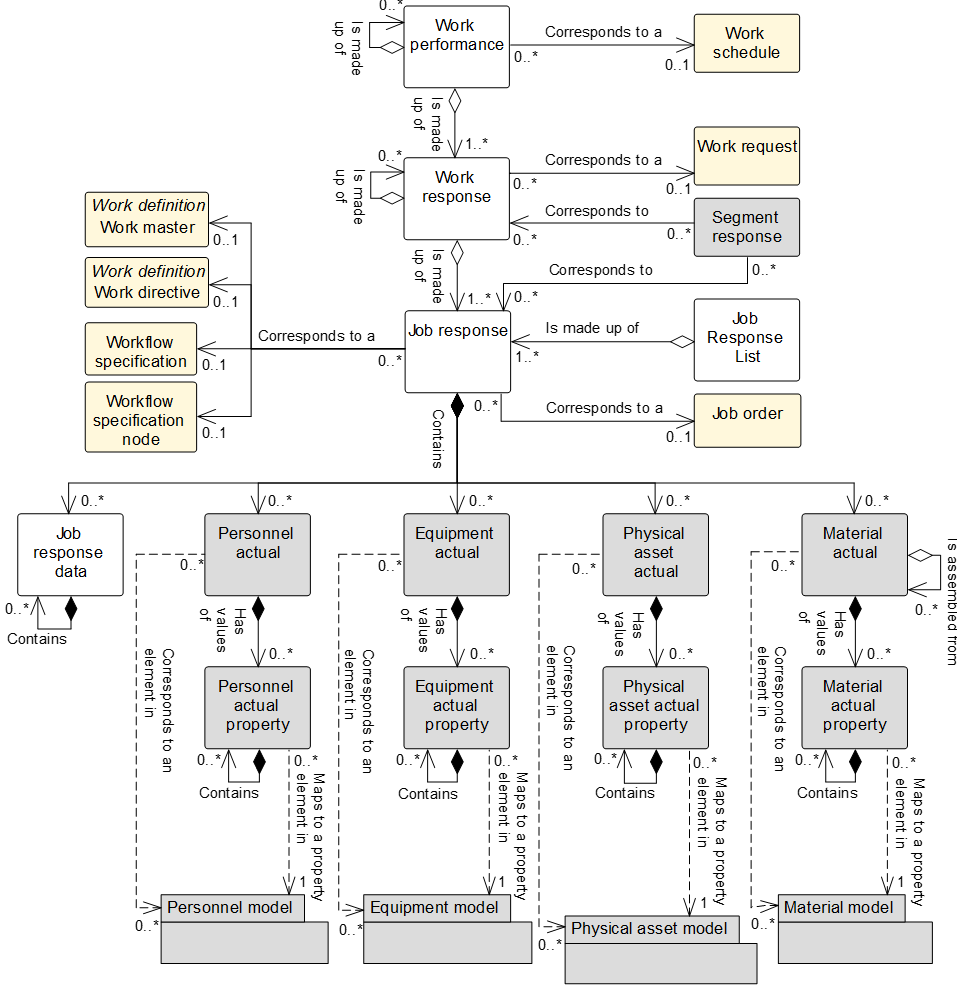 0..*
Is made
up of
Work
performance
Corresponds to a
0..*
0..1
Work
schedule
Is made
up of
1..*
0..*
Is made
up of
Work
response
Corresponds to a
0..*
0..1
Work request
Corresponds to
0..*
0..*
Segment
response
0..*
Is made
up of
1..*
Corresponds to
0..*
Work definition
Work master
0..1
Work definition
Work directive
0..1
Workflow
specification
0..1
Workflow
specification
node
0..1
Corresponds to a
0..*
Job response
Is made up of
1..*
Job
Response
List
0..*
Corresponds to a
0..1
Job order
Contains
0..*
0..*
0..*
0..*
0..*
Job
response
data
0..*
Contains
Personnel
actual
0..*
Equipment
actual
0..*
Physical
asset
actual
0..*
Material
actual
0..*
0..*
Is assembled from
Has
values
of
0..*
Has
values
of
0..*
Has
values
of
0..*
Has
values
of
0..*
Corresponds to an
element in
Personnel
actual
property
Corresponds to an
element in
Equipment
actual
property
Corresponds to an
element in
Physical
asset actual
property
Corresponds to an
element in
Material
actual
property
0..*
Contains
0..*
Maps to a property
element in
1
0..*
Contains
0..*
Maps to a property
element in
1
0..*
Contains
0..*
Maps to a property
element in
1
0..*
Contains
0..*
Maps to a property
element in
1
0..*
Personnel model
0..*
Equipment model
0..*
Physical asset model
0..*
Material model